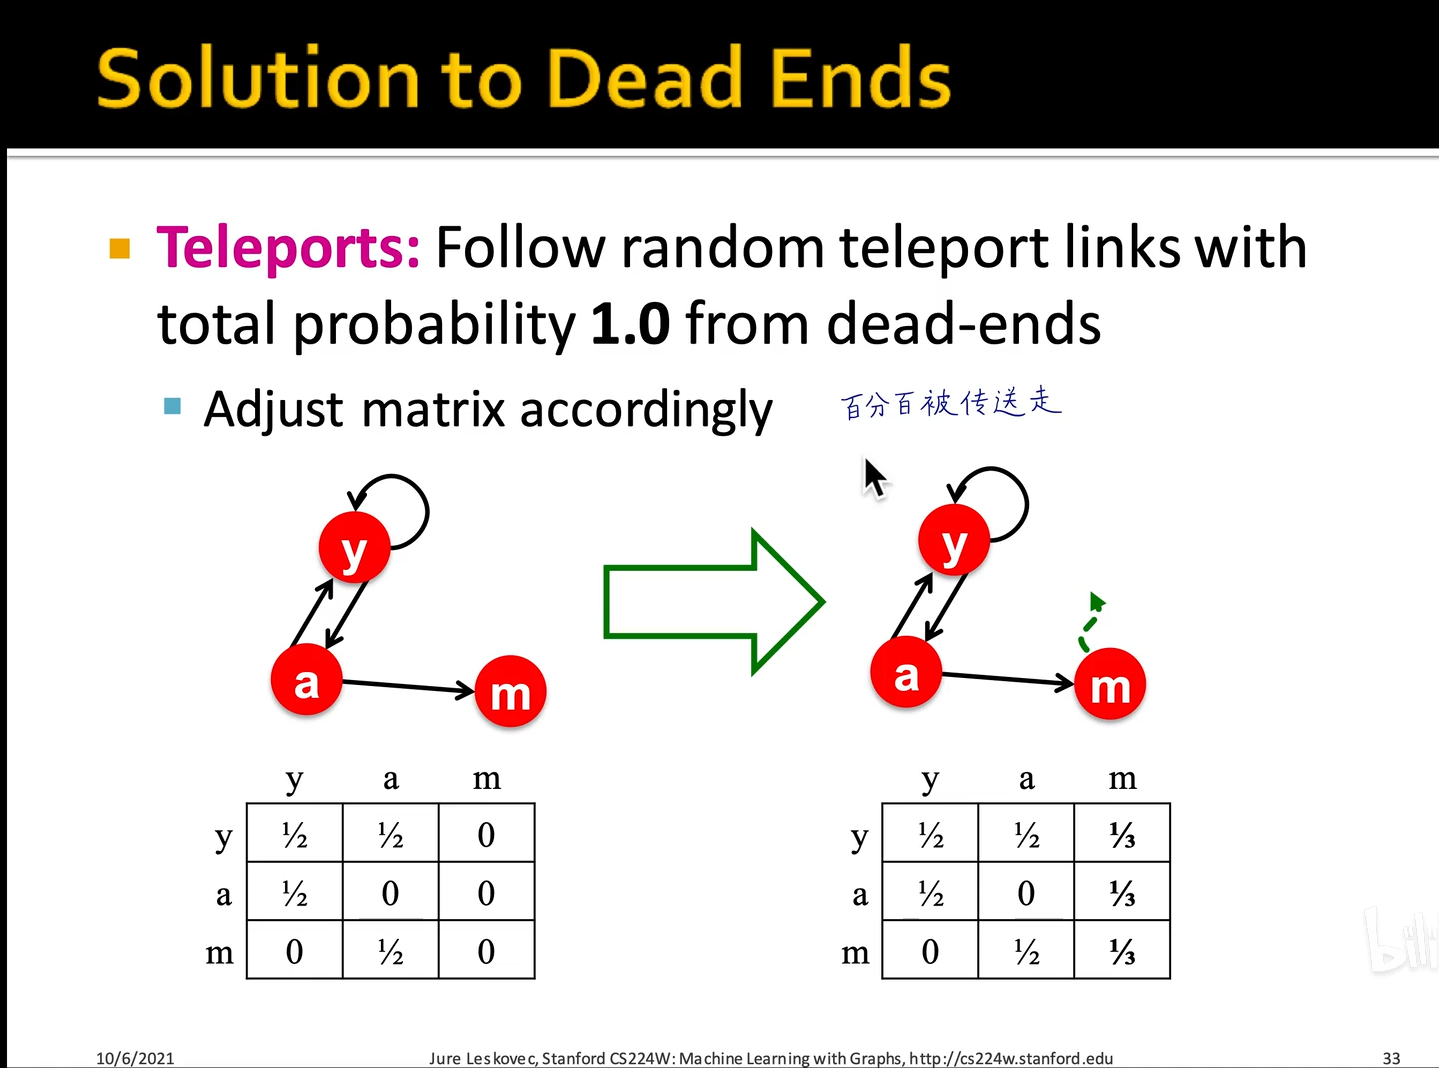 Solution to Dead Ends
Teleports: Follow random teleport links with
total probability 1.0 from dead-ends
Adjust matrix accordingly
百分百被传送走
y
a
m
y
a
m
y a m
y ½ ½ 0
a ½ 0 0
m 0 ½ 0
y a m
y ½ ½ ⅓
a ½ 0 ⅓
m 0 ½ ⅓
10/6/2021
Jure Leskovec, Stanford CS224W: Machine Learning with Graphs, http://cs224w.stanford.edu
33